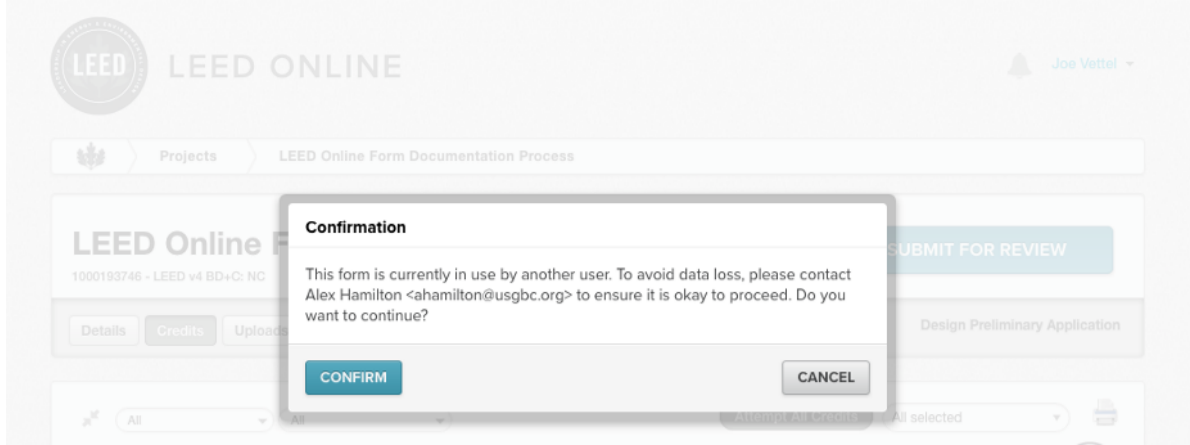 LEED
LEED ONLINE
Joe Vettel
Projects
LEED Online Form Documentation Process
Confirmation
LEED Online F
SUBMIT FOR REVIEW
1000193746 - LEED v4 BD+C: NC
This form is currently in use by another user. To avoid data loss, please contact
Alex Hamilton <ahamilton@usgbc.org> to ensure it is okay to proceed. Do you
want to continue?
Details
Credits
Uploads
Design Preliminary Application
CONFIRM
CANCEL
All
All
Attempt All Credits
All selected